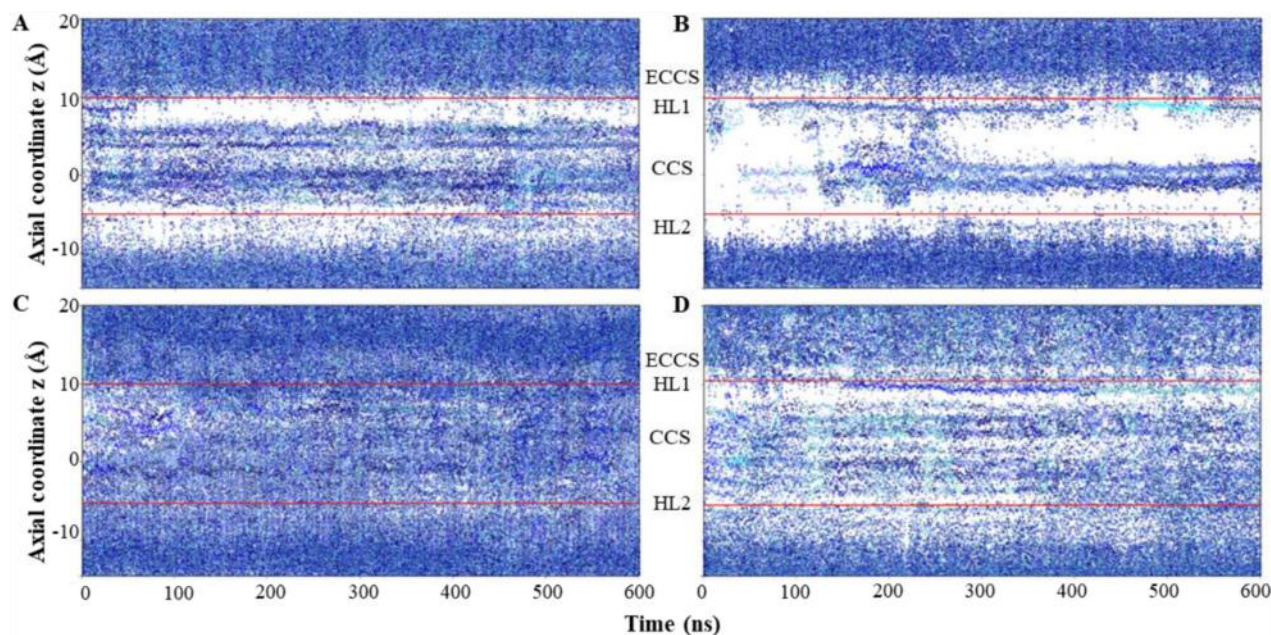 A
B
Axial coordinate z (Å)
20
10
0
-10
ECCS
HL1
CCS
HL2
C
D
Axial coordinate z (Å)
20
10
0
-10
ECCS
HL1
CCS
HL2
0 100 200 300 400 500 600
0 100 200 300 400 500 600
Time (ns)